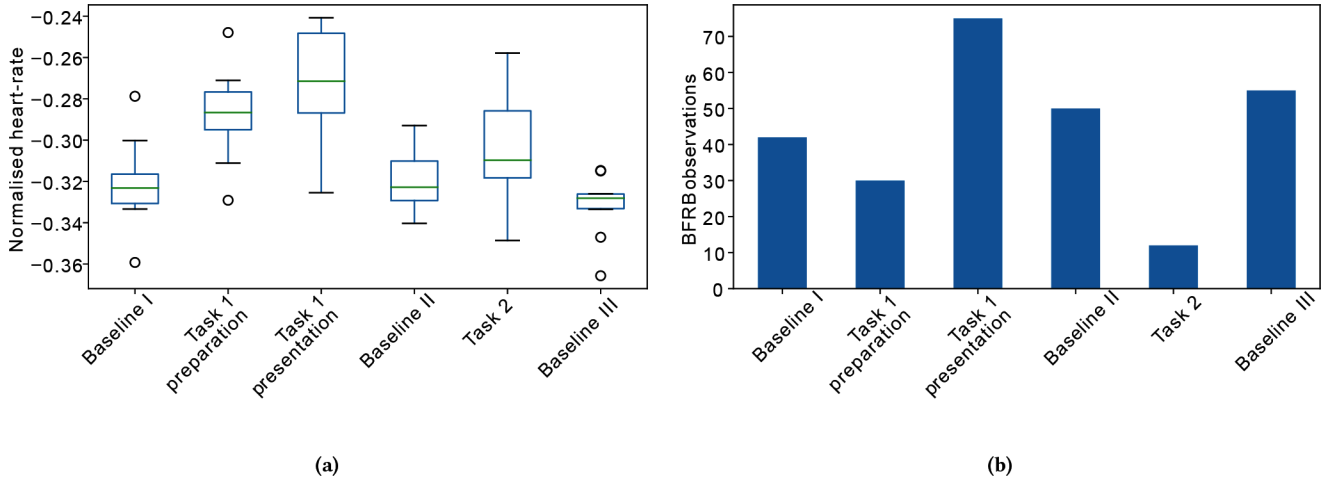 Normalised heart-rate
−0.24
−0.26
−0.28
−0.30
−0.32
−0.34
−0.36
Baseline I
Task 1
preparation
Task 1
presentation
Baseline II
Task 2
Baseline III
(a)
BFRBobservations
70
60
50
40
30
20
10
0
Baseline I
Task 1
preparation
Task 1
presentation
Baseline II
Task 2
Baseline III
(b)